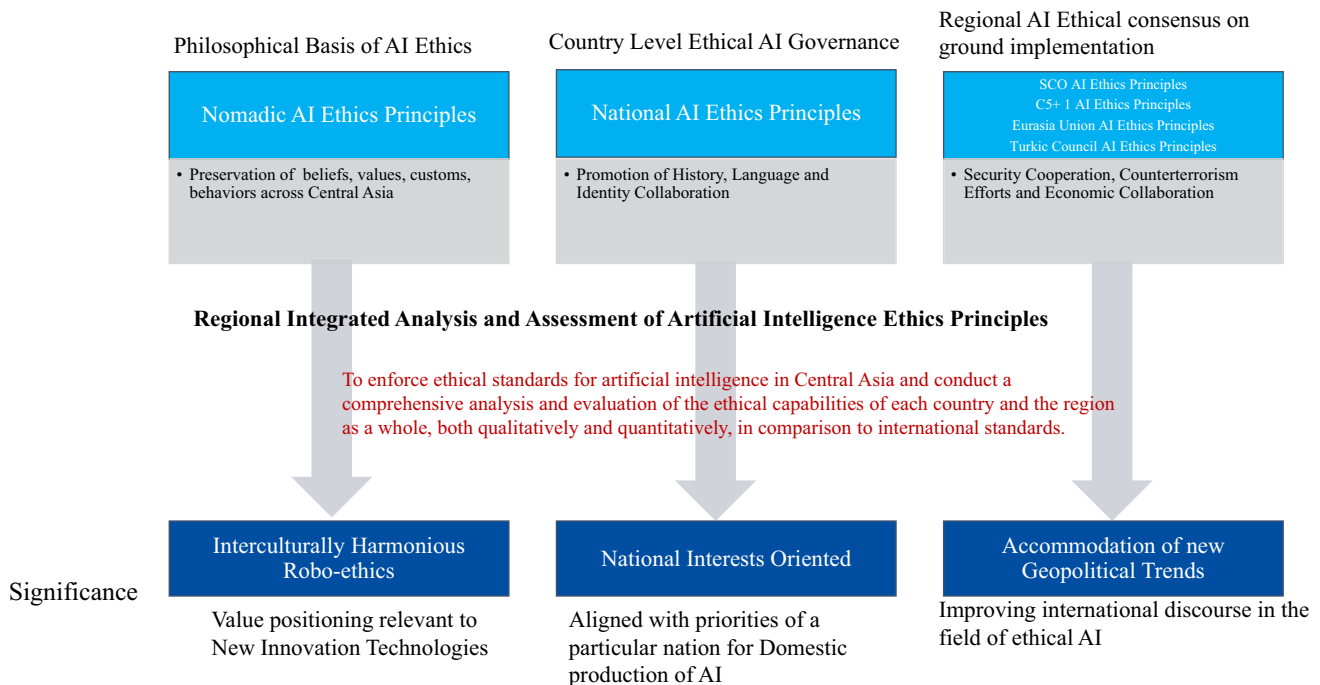 Philosophical Basis of AI Ethics
Nomadic AI Ethics Principles
• Preservation of beliefs, values, customs,
behaviors across Central Asia
Country Level Ethical AI Governance
National AI Ethics Principles
• Promotion of History, Language and
Identity Collaboration
Regional AI Ethical consensus on
ground implementation
SCO AI Ethics Principles
C5+ 1 AI Ethics Principles
Eurasia Union AI Ethics Principles
Turkic Council AI Ethics Principles
• Security Cooperation, Counterterrorism
Efforts and Economic Collaboration
Regional Integrated Analysis and Assessment of Artificial Intelligence Ethics Principles
To enforce ethical standards for artificial intelligence in Central Asia and conduct a
comprehensive analysis and evaluation of the ethical capabilities of each country and the region
as a whole, both qualitatively and quantitatively, in comparison to international standards.
Significance
Interculturally Harmonious
Robo-ethics
Value positioning relevant to
New Innovation Technologies
National Interests Oriented
Aligned with priorities of a
particular nation for Domestic
production of AI
Accommodation of new
Geopolitical Trends
Improving international discourse in the
field of ethical AI